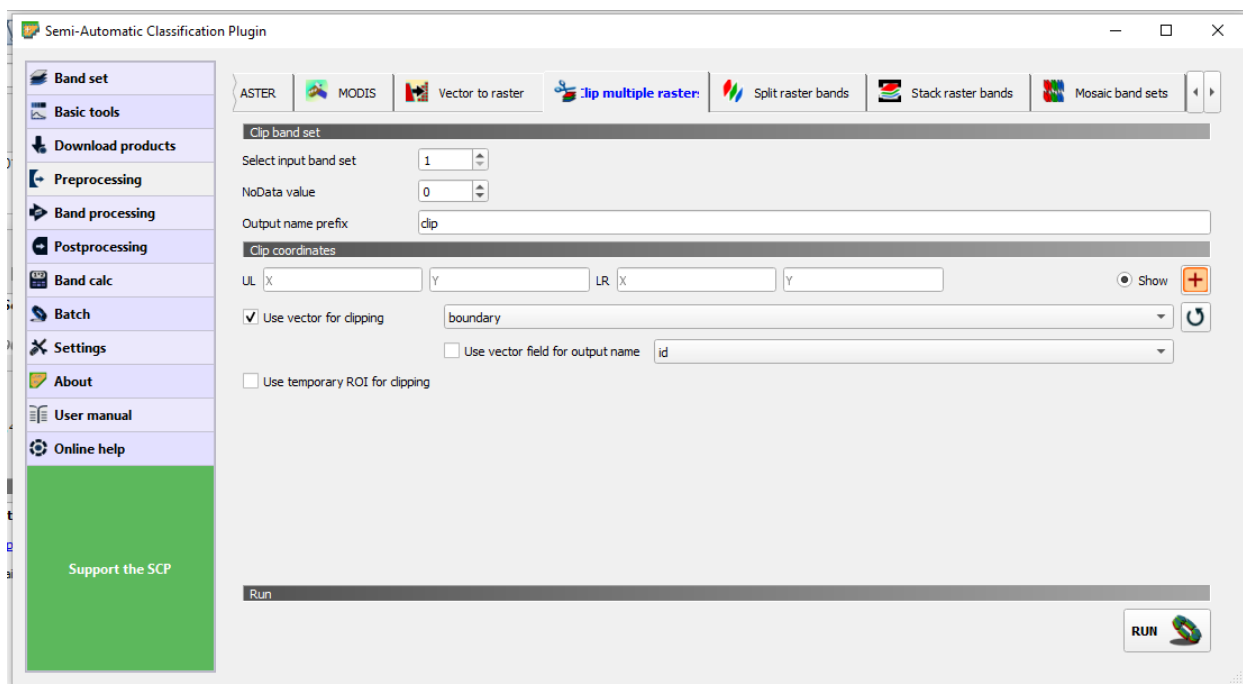 Semi-Automatic Classification Plugin
Band set
Basic tools
Download products
Preprocessing
Band processing
Postprocessing
Band calc
Batch
Settings
About
User manual
Online help
Support the SCP
ASTER MODIS Vector to raster :lip multiple raster: Split raster bands Stack raster bands Mosaic band sets
Clip band set
Select input band set 1
NoData value 0
Output name prefix clip
Clip coordinates
UL X Y LR X Y Show
Use vector for clipping boundary
Use vector field for output name id
Use temporary ROI for clipping
Run
RUN